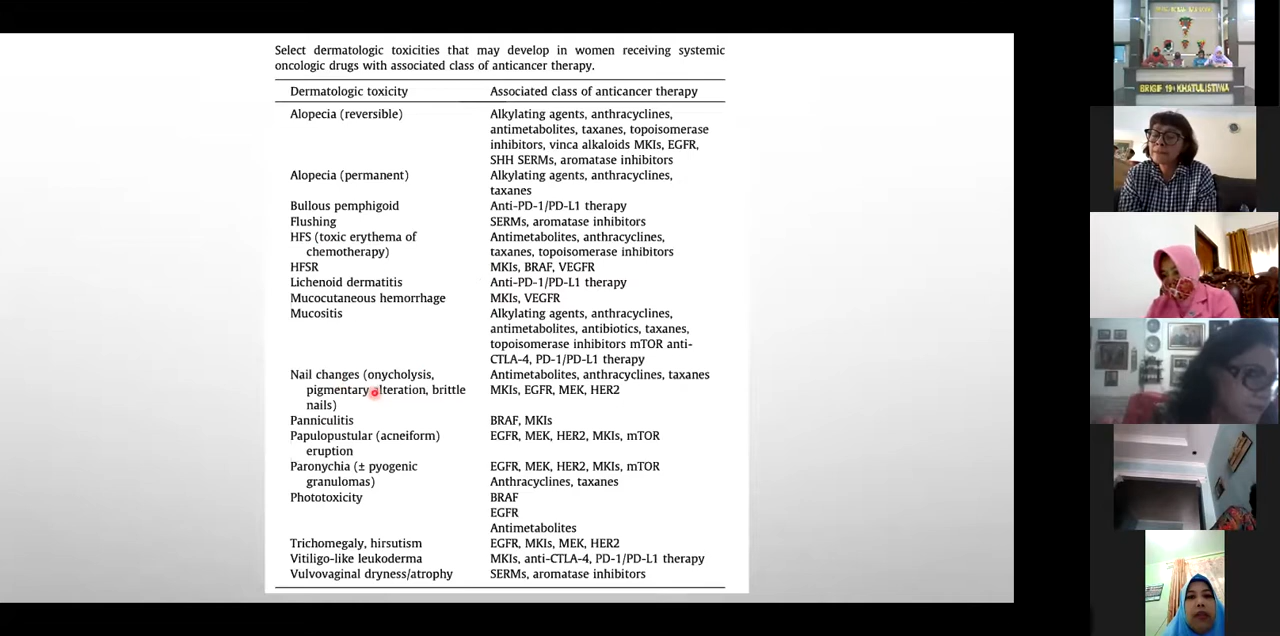 Select dermatologic toxicities that may develop in women receiving systemic
oncologic drugs with associated class of anticancer therapy.
Dermatologic toxicity Associated class of anticancer therapy
Alopecia (reversible) Alkylating agents, anthracyclines,
antimetabolites, taxanes, topoisomerase
inhibitors, vinca alkaloids MKIs, EGFR,
SHH SERMs, aromatase inhibitors
Alopecia (permanent) Alkylating agents, anthracyclines,
taxanes
Bullous pemphigoid Anti-PD-1/PD-L1 therapy
Flushing SERMs, aromatase inhibitors
HFS (toxic erythema of Antimetabolites, anthracyclines,
chemotherapy) taxanes, topoisomerase inhibitors
HFSR MKIs, BRAF, VEGFR
Lichenoid dermatitis Anti-PD-1/PD-L1 therapy
Mucocutaneous hemorrhage MKIs, VEGFR
Mucositis Alkylating agents, anthracyclines,
antimetabolites, antibiotics, taxanes,
topoisomerase inhibitors mTOR anti-
CTLA-4, PD-1/PD-L1 therapy
Nail changes (onycholysis, Antimetabolites, anthracyclines, taxanes
pigmentary alteration, brittle MKIs, EGFR, MEK, HER2
nails)
Panniculitis BRAF, MKIs
Papulopustular (acneiform) EGFR, MEK, HER2, MKIs, mTOR
eruption
Paronychia (± pyogenic EGFR, MEK, HER2, MKIs, mTOR
granulomas) Anthracyclines, taxanes
Phototoxicity BRAF
EGFR
Antimetabolites
Trichomegaly, hirsutism EGFR, MKIs, MEK, HER2
Vitiligo-like leukoderma MKIs, anti-CTLA-4, PD-1/PD-L1 therapy
Vulvovaginal dryness/atrophy SERMs, aromatase inhibitors
BRIGIF 19 KHATULISTIWA